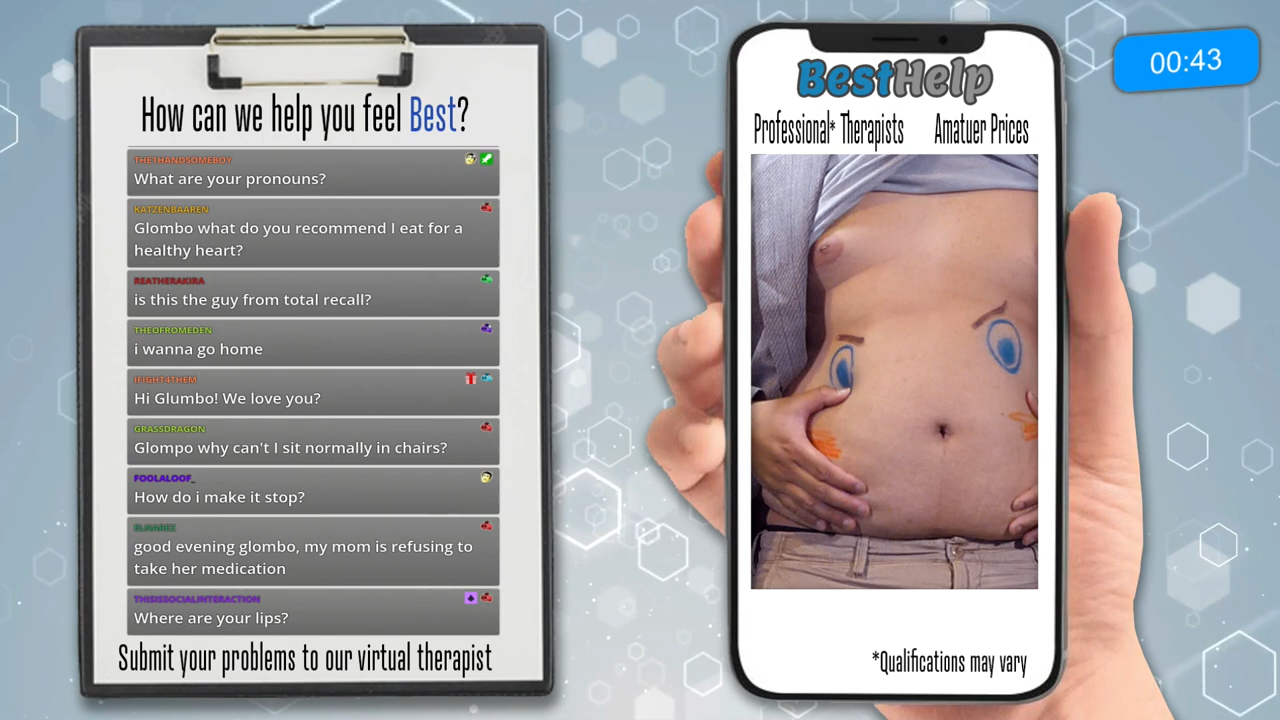 How can we help you feel Best?
THE1HANDSOMEBOY
What are your pronouns?
KATZENBAAREN
Glombo what do you recommend I eat for a
healthy heart?
REATHERAKIRA
is this the guy from total recall?
THEOFROMEDEN
i wanna go home
IFIGHT4THEM
Hi Glumbo! We love you?
GRASSDRAGON
Glompo why can't I sit normally in chairs?
FOOLALOOF_
How do i make it stop?
good evening glombo, my mom is refusing to
take her medication
THISISSOCIALINTERACTION
Where are your lips?
Submit your problems to our virtual therapist
BestHelp
Professional* Therapists Amatuer Prices
*Qualifications may vary
00:43